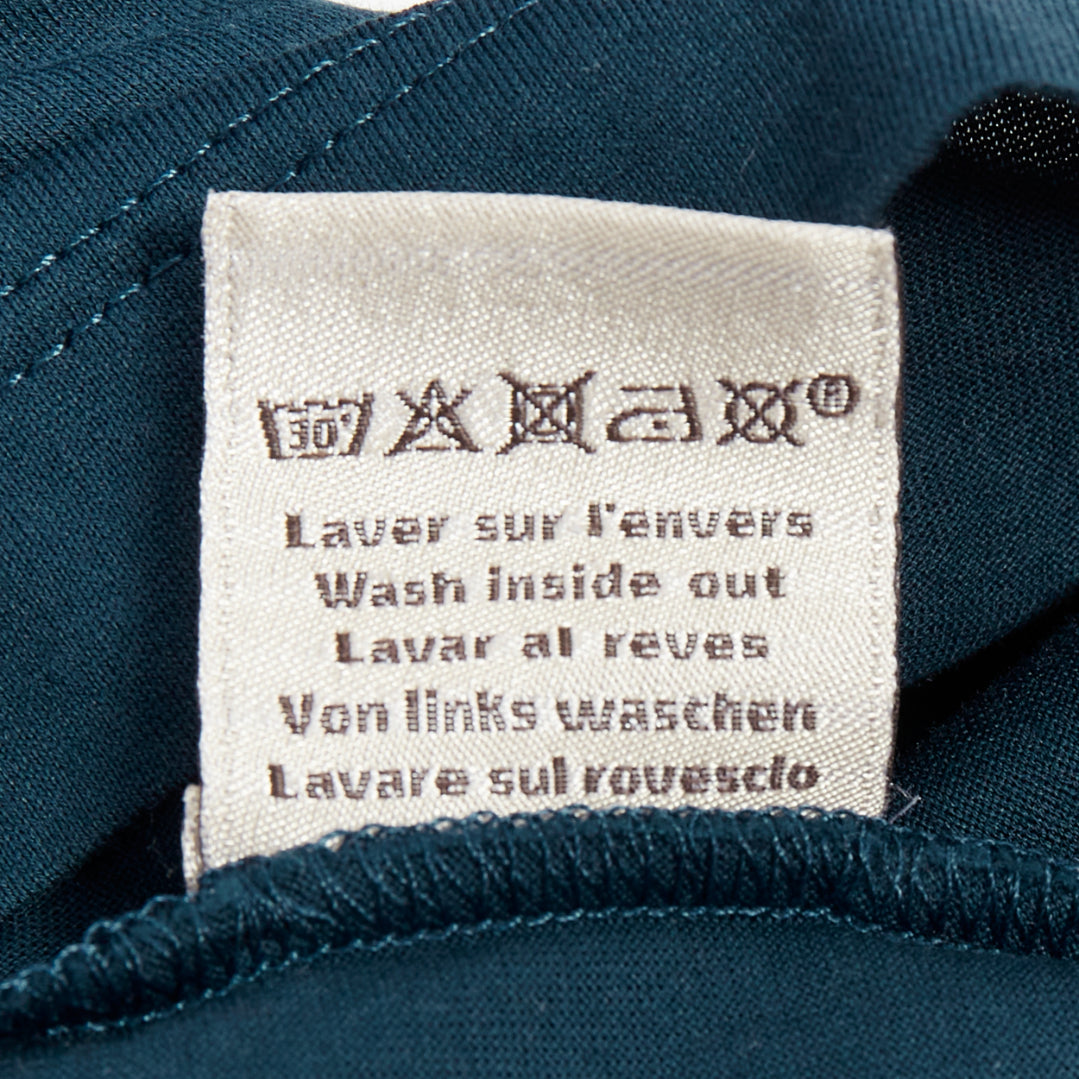 30° ®
Laver sur l'envers
Wash inside out
Lavar al reves
Von links waschen
Lavare sul rovescio